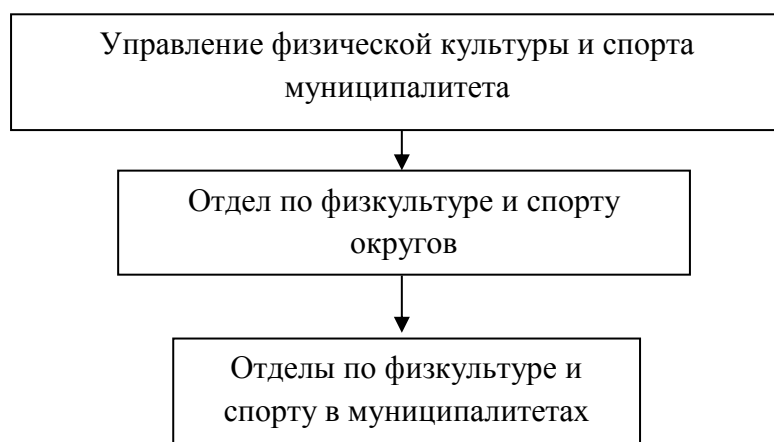 Управление физической культуры и спорта
муниципалитета
Отдел по физкультуре и спорту
округов
Отделы по физкультуре и
спорту в муниципалитетах